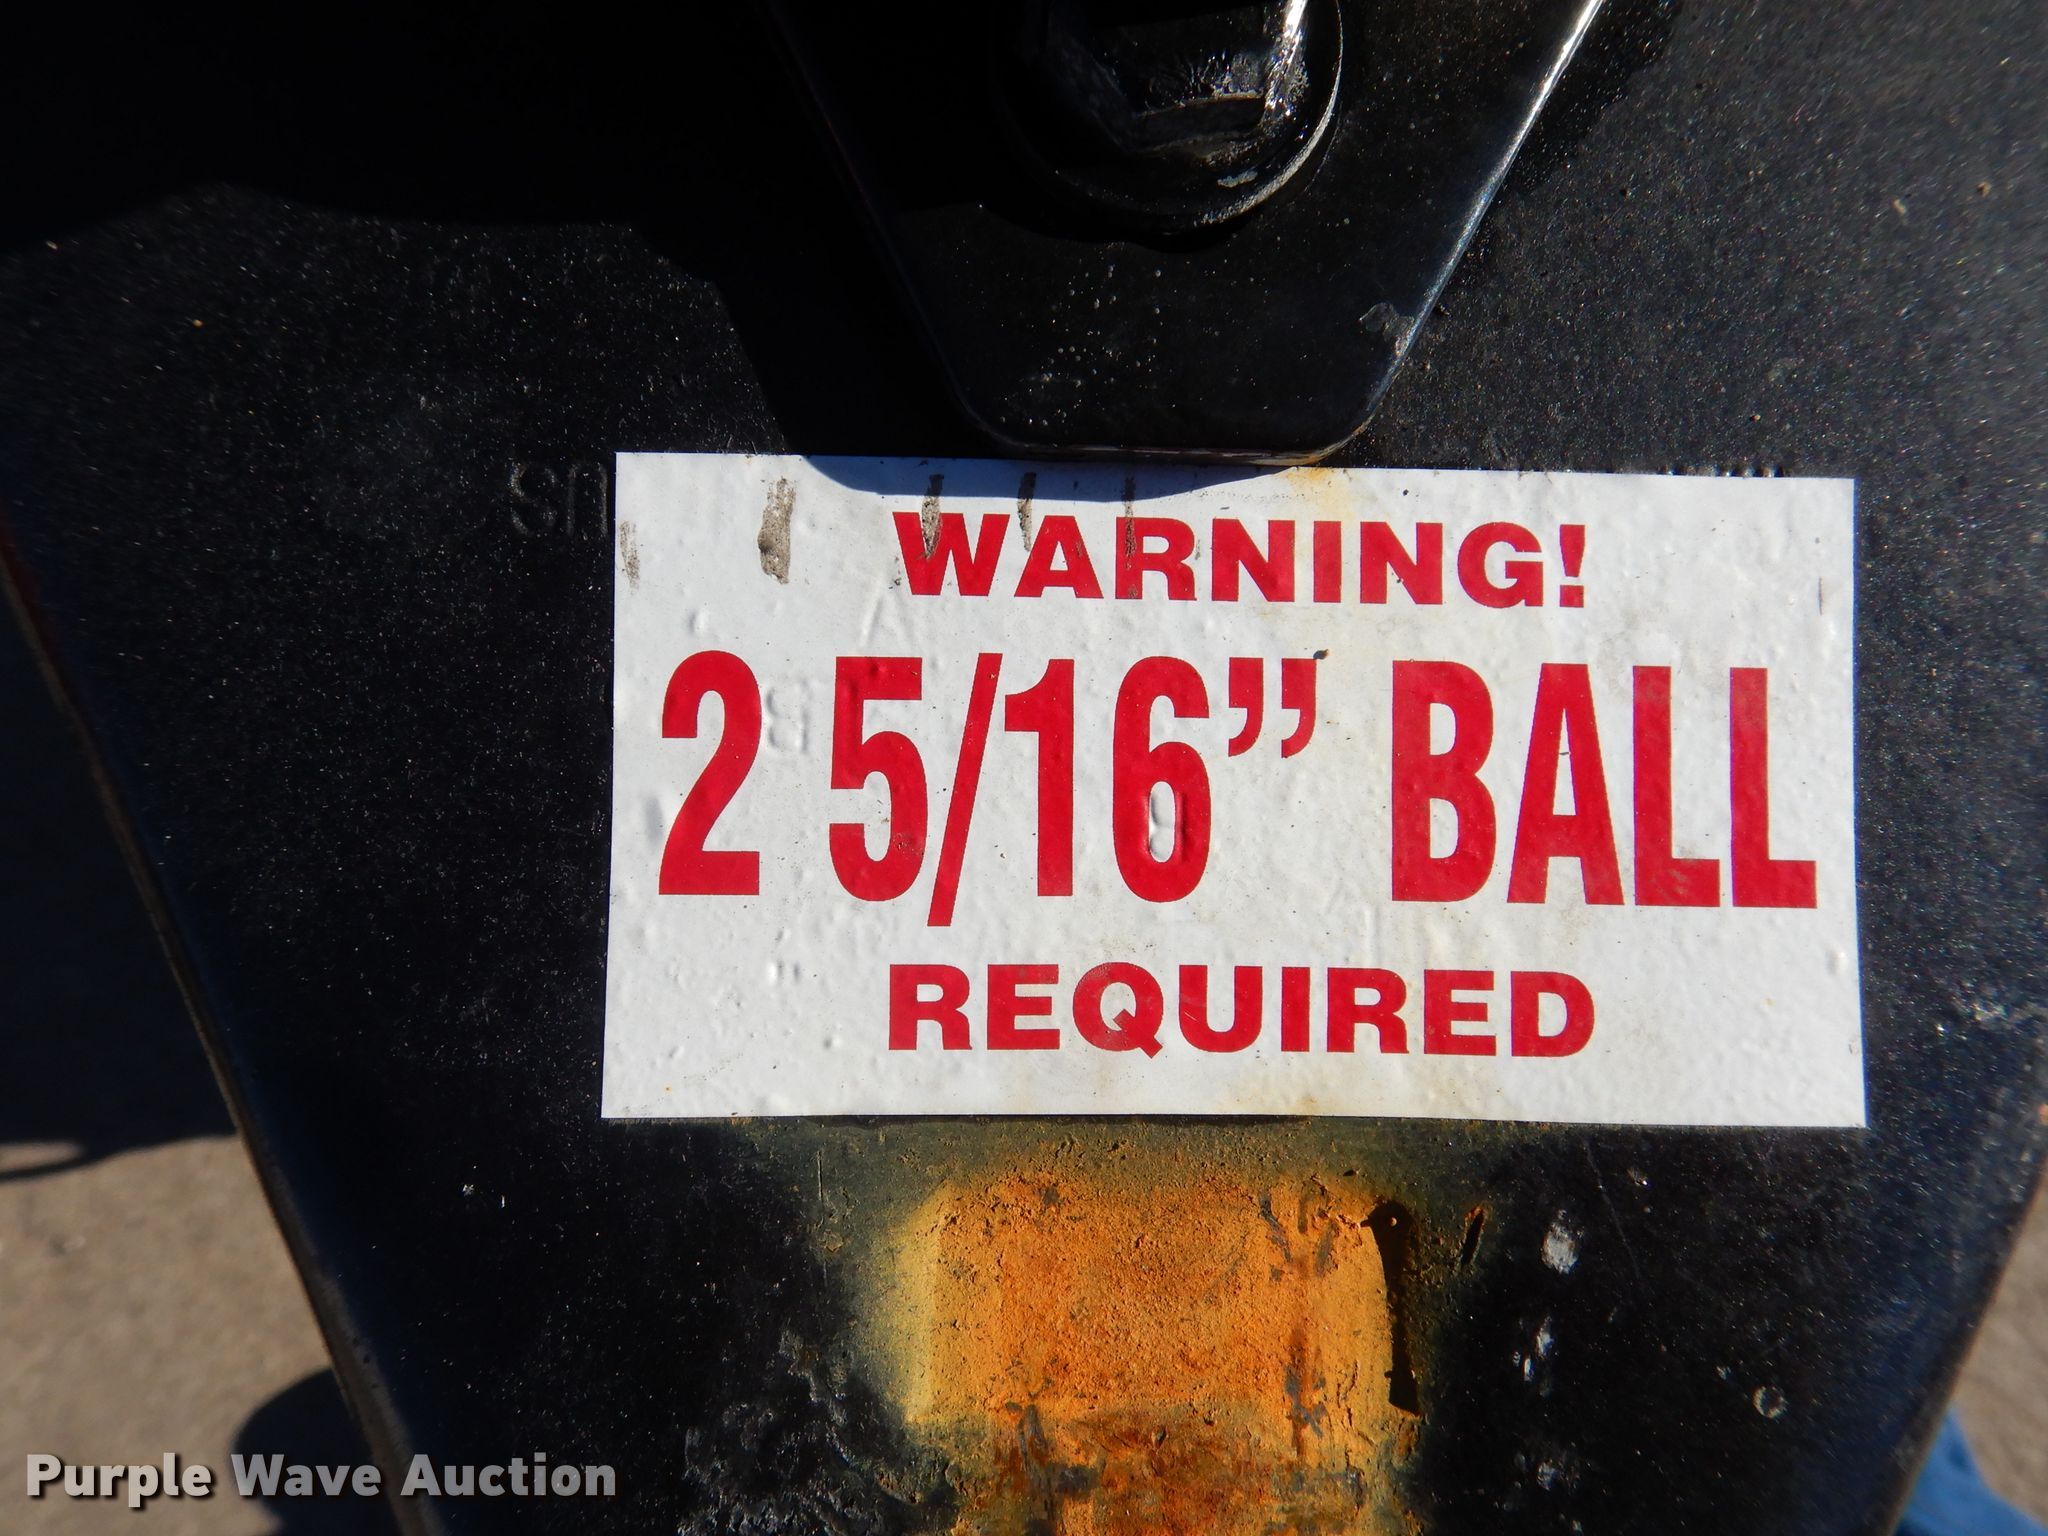 WARNING!
2 5/16” BALL
REQUIRED
Purple Wave Auction